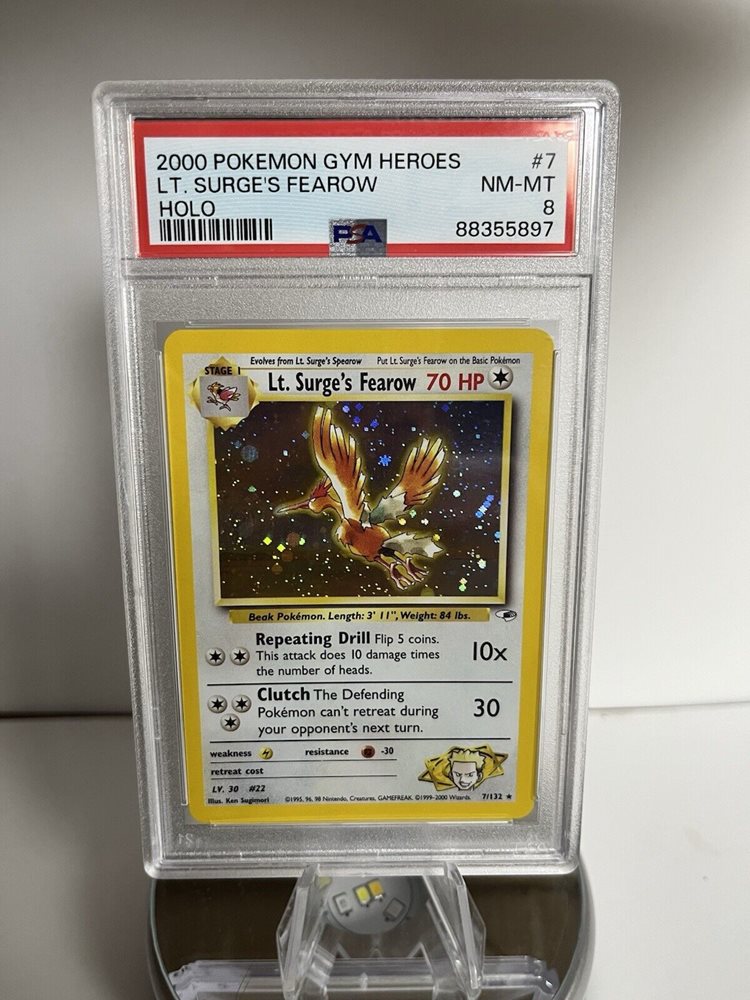 2000 POKEMON GYM HEROES #7
LT. SURGE'S FEAROW NM-MT
HOLO 8
PSA 88355897
Evolves from Lt. Surge's Spearow Put Lt. Surge's Fearow on the Basic Pokémon
STAGE 1
Lt. Surge's Fearow 70 HP
Beak Pokémon. Length: 3' 11", Weight: 84 lbs.
Repeating Drill Flip 5 coins.
This attack does 10 damage times 10x
the number of heads.
Clutch The Defending
Pokémon can't retreat during 30
your opponent's next turn.
weakness resistance -30
retreat cost
LV. 30 #22
Illus. Ken Sugimori ©1995, 96, 98 Nintendo, Creatures, GAMEFREAK. ©1999-2000 Wizards. 7/132 ★